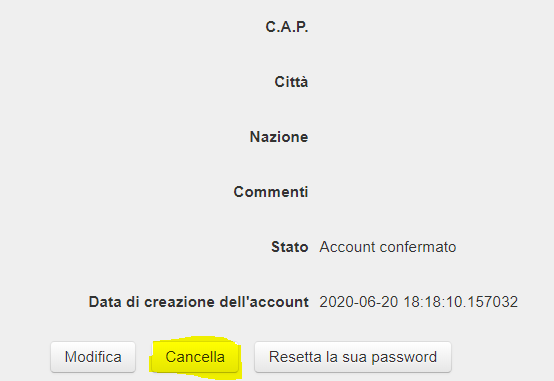 C.A.P.
Città
Nazione
Commenti
Stato Account confermato
Data di creazione dell'account 2020-06-20 18:18:10.157032
Modifica Cancella Resetta la sua password